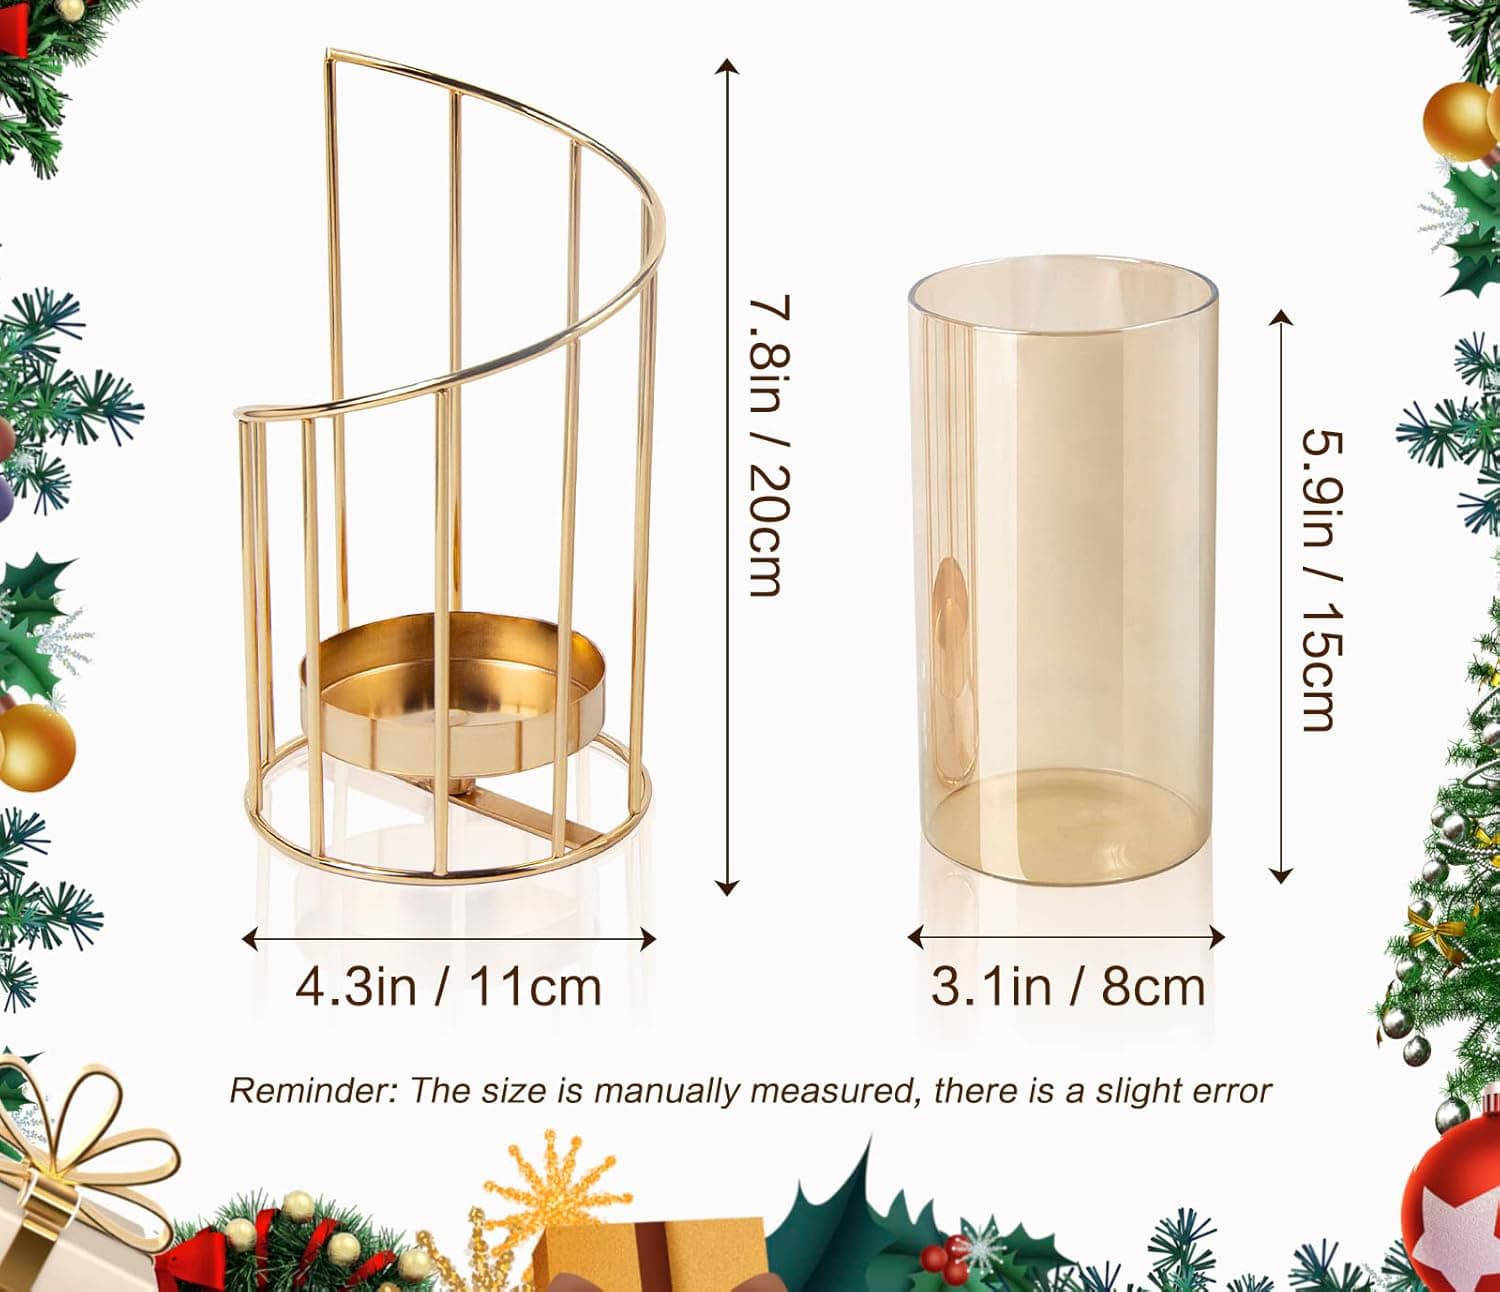 7.8in / 20cm
5.9in / 15cm
4.3in / 11cm
3.1in / 8cm
Reminder: The size is manually measured, there is a slight error